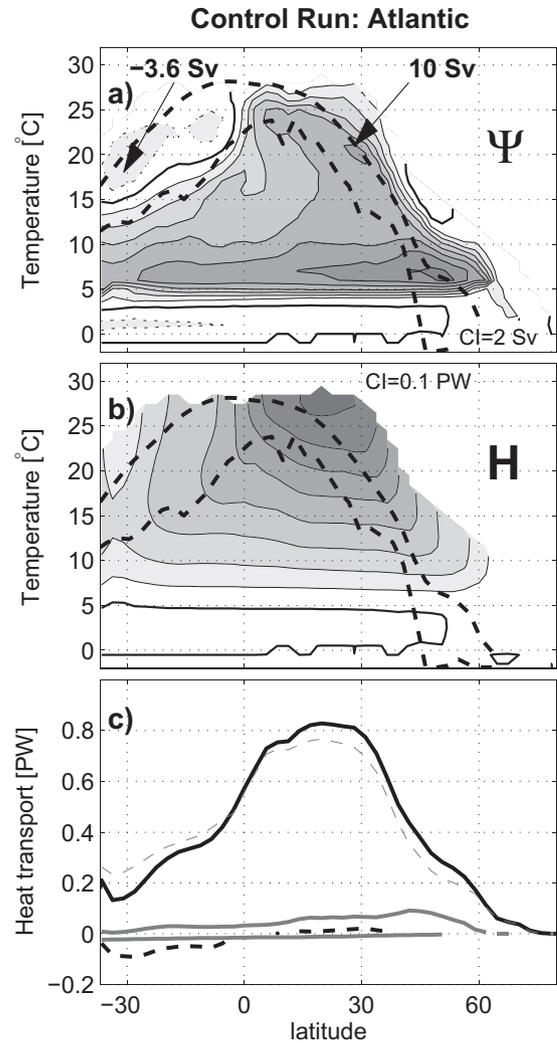 Control Run: Atlantic
−3.6 Sv
10 Sv
a)
Ψ
CI=2 Sv
Temperature [°C]
30
25
20
15
10
5
0
CI=0.1 PW
b)
H
Temperature [°C]
30
25
20
15
10
5
0
c)
Heat transport [PW]
0.8
0.6
0.4
0.2
0
−0.2
−30 0 30 60
latitude